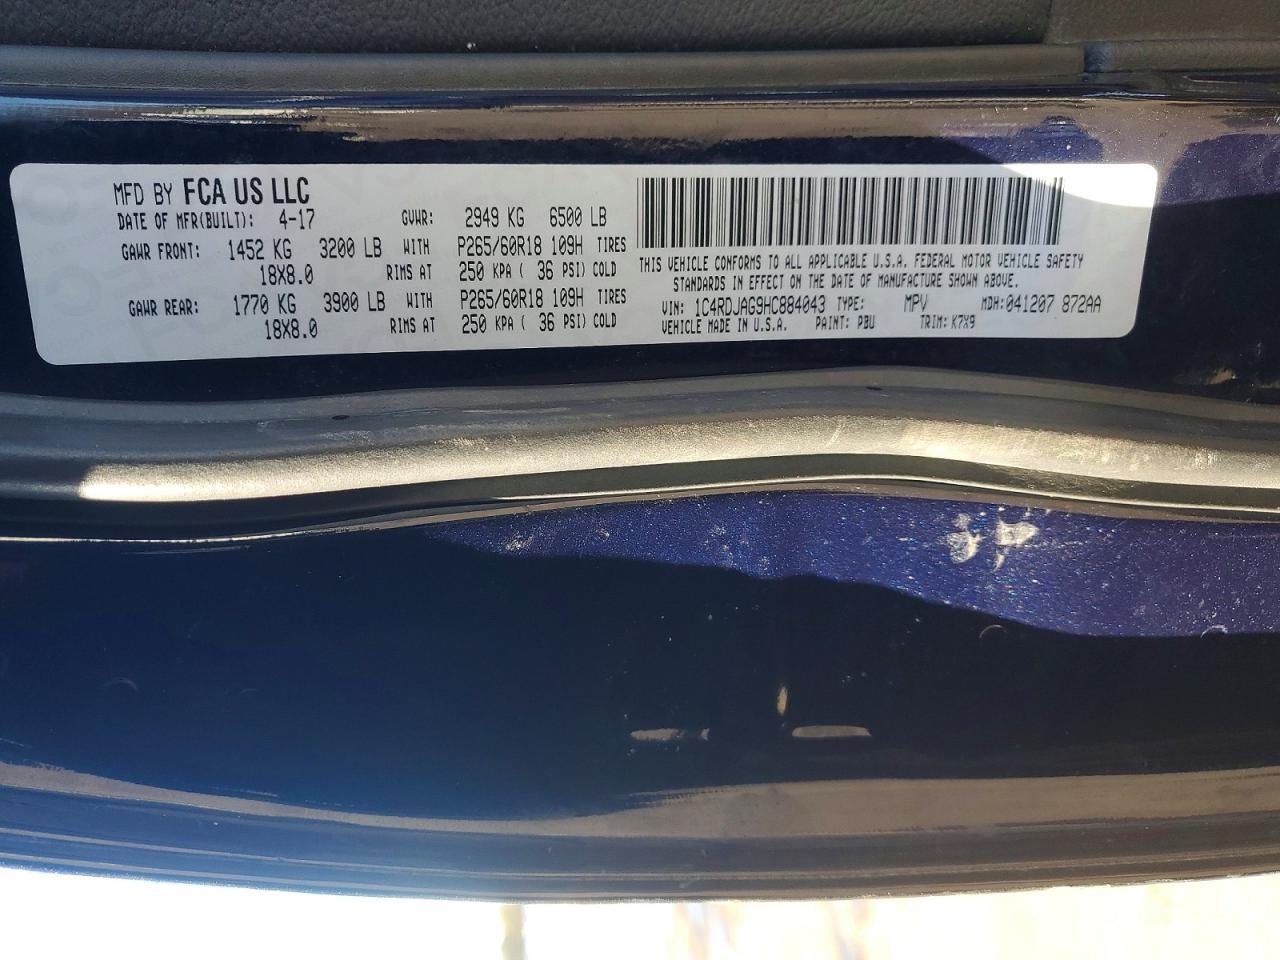 MFD BY FCA US LLC
DATE OF MFR(BUILT): 4-17 GVWR: 2949 KG 6500 LB
GAWR FRONT: 1452 KG 3200 LB WITH P265/60R18 109H TIRES
18X8.0 RIMS AT 250 KPA ( 36 PSI) COLD
GAWR REAR: 1770 KG 3900 LB WITH P265/60R18 109H TIRES
18X8.0 RIMS AT 250 KPA ( 36 PSI) COLD
THIS VEHICLE CONFORMS TO ALL APPLICABLE U.S.A. FEDERAL MOTOR VEHICLE SAFETY
STANDARDS IN EFFECT ON THE DATE OF MANUFACTURE SHOWN ABOVE.
VIN: 1C4RDJAG9HC884043 TYPE: MPV MDH: 041207 872AA
VEHICLE MADE IN U.S.A. PAINT: PBU TRIM: K7X9